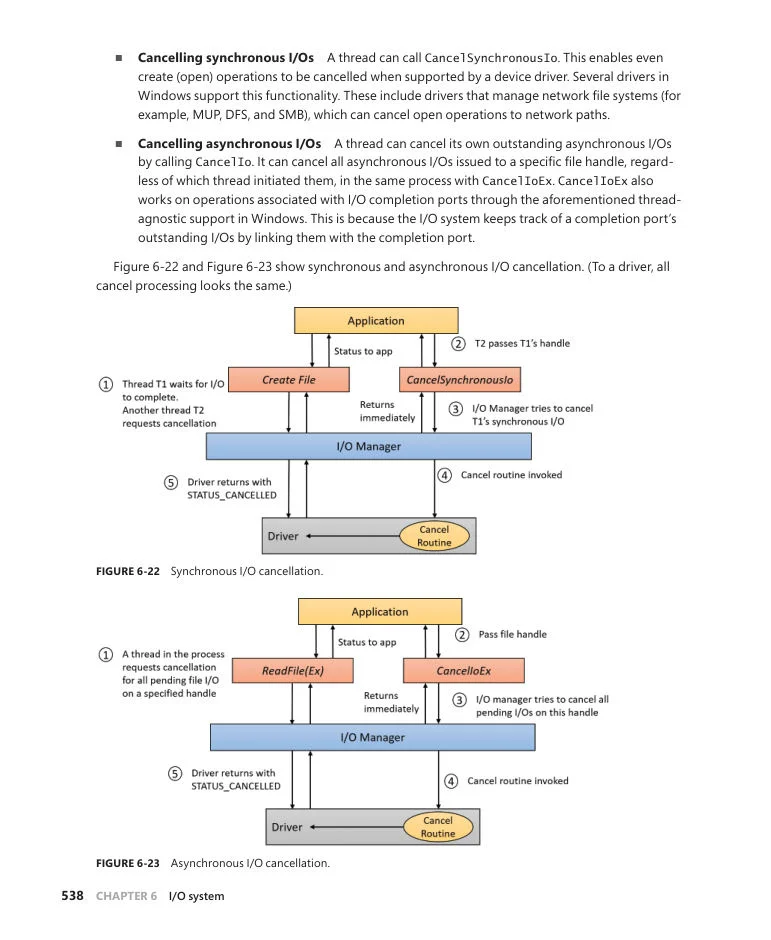 ■ Cancelling synchronous I/Os A thread can call CancelSynchronousIo. This enables even
create (open) operations to be cancelled when supported by a device driver. Several drivers in
Windows support this functionality. These include drivers that manage network file systems (for
example, MUP, DFS, and SMB), which can cancel open operations to network paths.
■ Cancelling asynchronous I/Os A thread can cancel its own outstanding asynchronous I/Os
by calling CancelIo. It can cancel all asynchronous I/Os issued to a specific file handle, regard-
less of which thread initiated them, in the same process with CancelIoEx. CancelIoEx also
works on operations associated with I/O completion ports through the aforementioned thread-
agnostic support in Windows. This is because the I/O system keeps track of a completion port’s
outstanding I/Os by linking them with the completion port.
Figure 6-22 and Figure 6-23 show synchronous and asynchronous I/O cancellation. (To a driver, all
cancel processing looks the same.)
Application
Status to app
② T2 passes T1’s handle
① Thread T1 waits for I/O
to complete.
Another thread T2
requests cancellation
Create File
CancelSynchronousIo
Returns
immediately
③ I/O Manager tries to cancel
T1’s synchronous I/O
I/O Manager
⑤ Driver returns with
STATUS_CANCELLED
④ Cancel routine invoked
Driver
Cancel
Routine
FIGURE 6-22 Synchronous I/O cancellation.
Application
Status to app
② Pass file handle
① A thread in the process
requests cancellation
for all pending file I/O
on a specified handle
ReadFile(Ex)
CancelIoEx
Returns
immediately
③ I/O manager tries to cancel all
pending I/Os on this handle
I/O Manager
⑤ Driver returns with
STATUS_CANCELLED
④ Cancel routine invoked
Driver
Cancel
Routine
FIGURE 6-23 Asynchronous I/O cancellation.
538 CHAPTER 6 I/O system